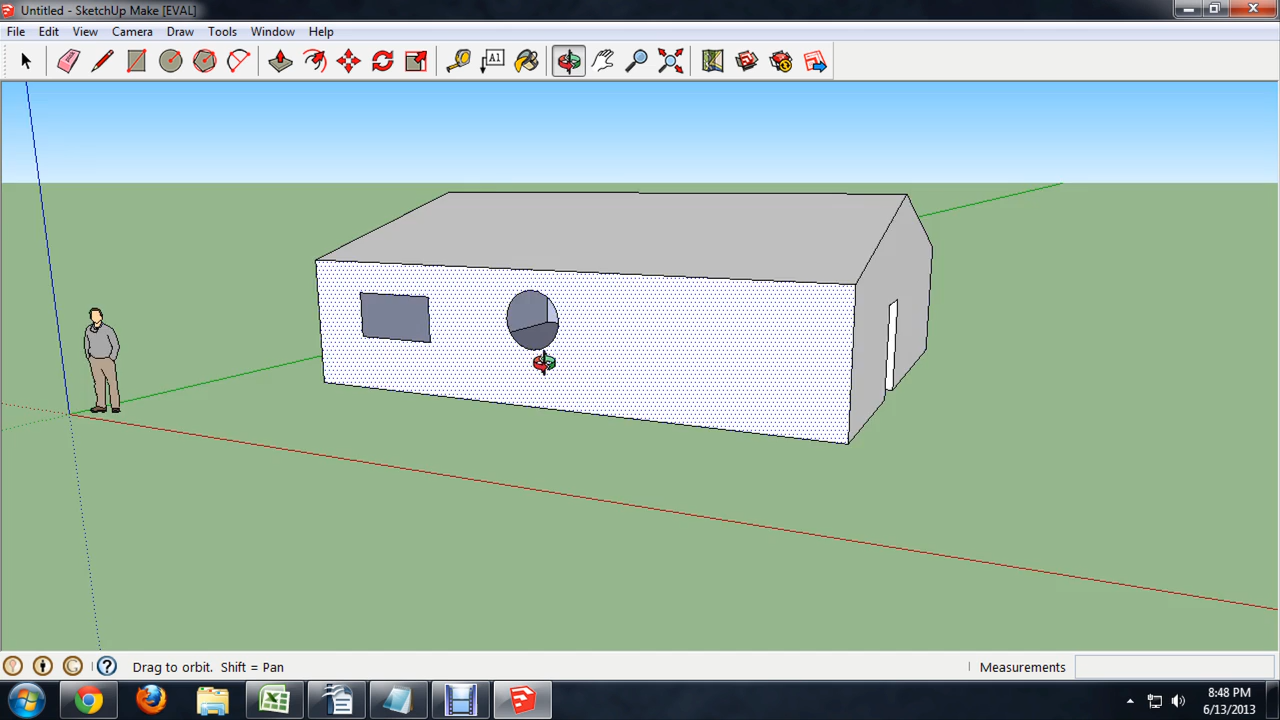 Untitled - SketchUp Make [EVAL]
File Edit View Camera Draw Tools Window Help
A1
Drag to orbit. Shift = Pan
Measurements
8:48 PM
6/13/2013